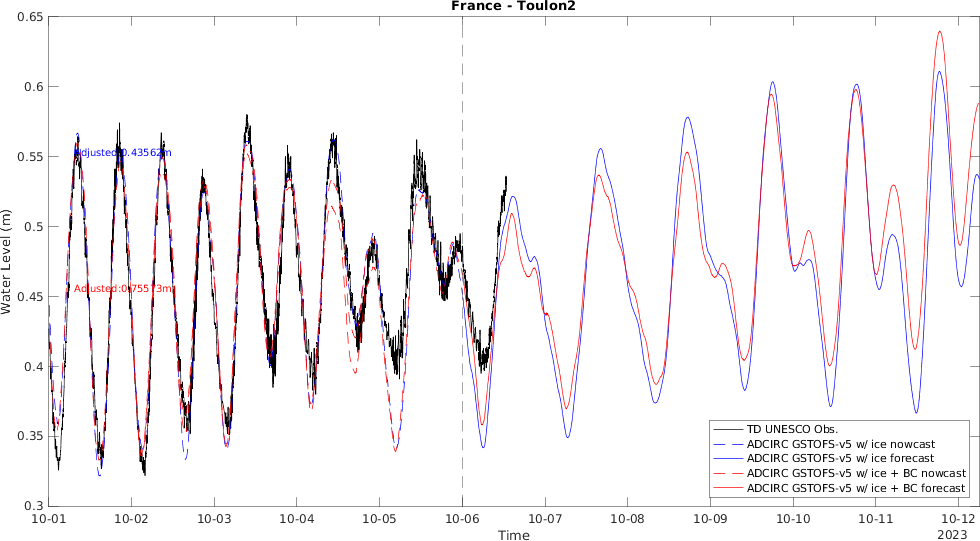 France - Toulon2
0.65
0.6
0.55
0.5
0.45
0.4
0.35
0.3
Water Level (m)
Adjusted:0.43562m
Adjusted:0.75573m
TD UNESCO Obs.
ADCIRC GSTOFS-v5 w/ ice nowcast
ADCIRC GSTOFS-v5 w/ ice forecast
ADCIRC GSTOFS-v5 w/ ice + BC nowcast
ADCIRC GSTOFS-v5 w/ ice + BC forecast
10-01 10-02 10-03 10-04 10-05 10-06 10-07 10-08 10-09 10-10 10-11 10-12
Time
2023